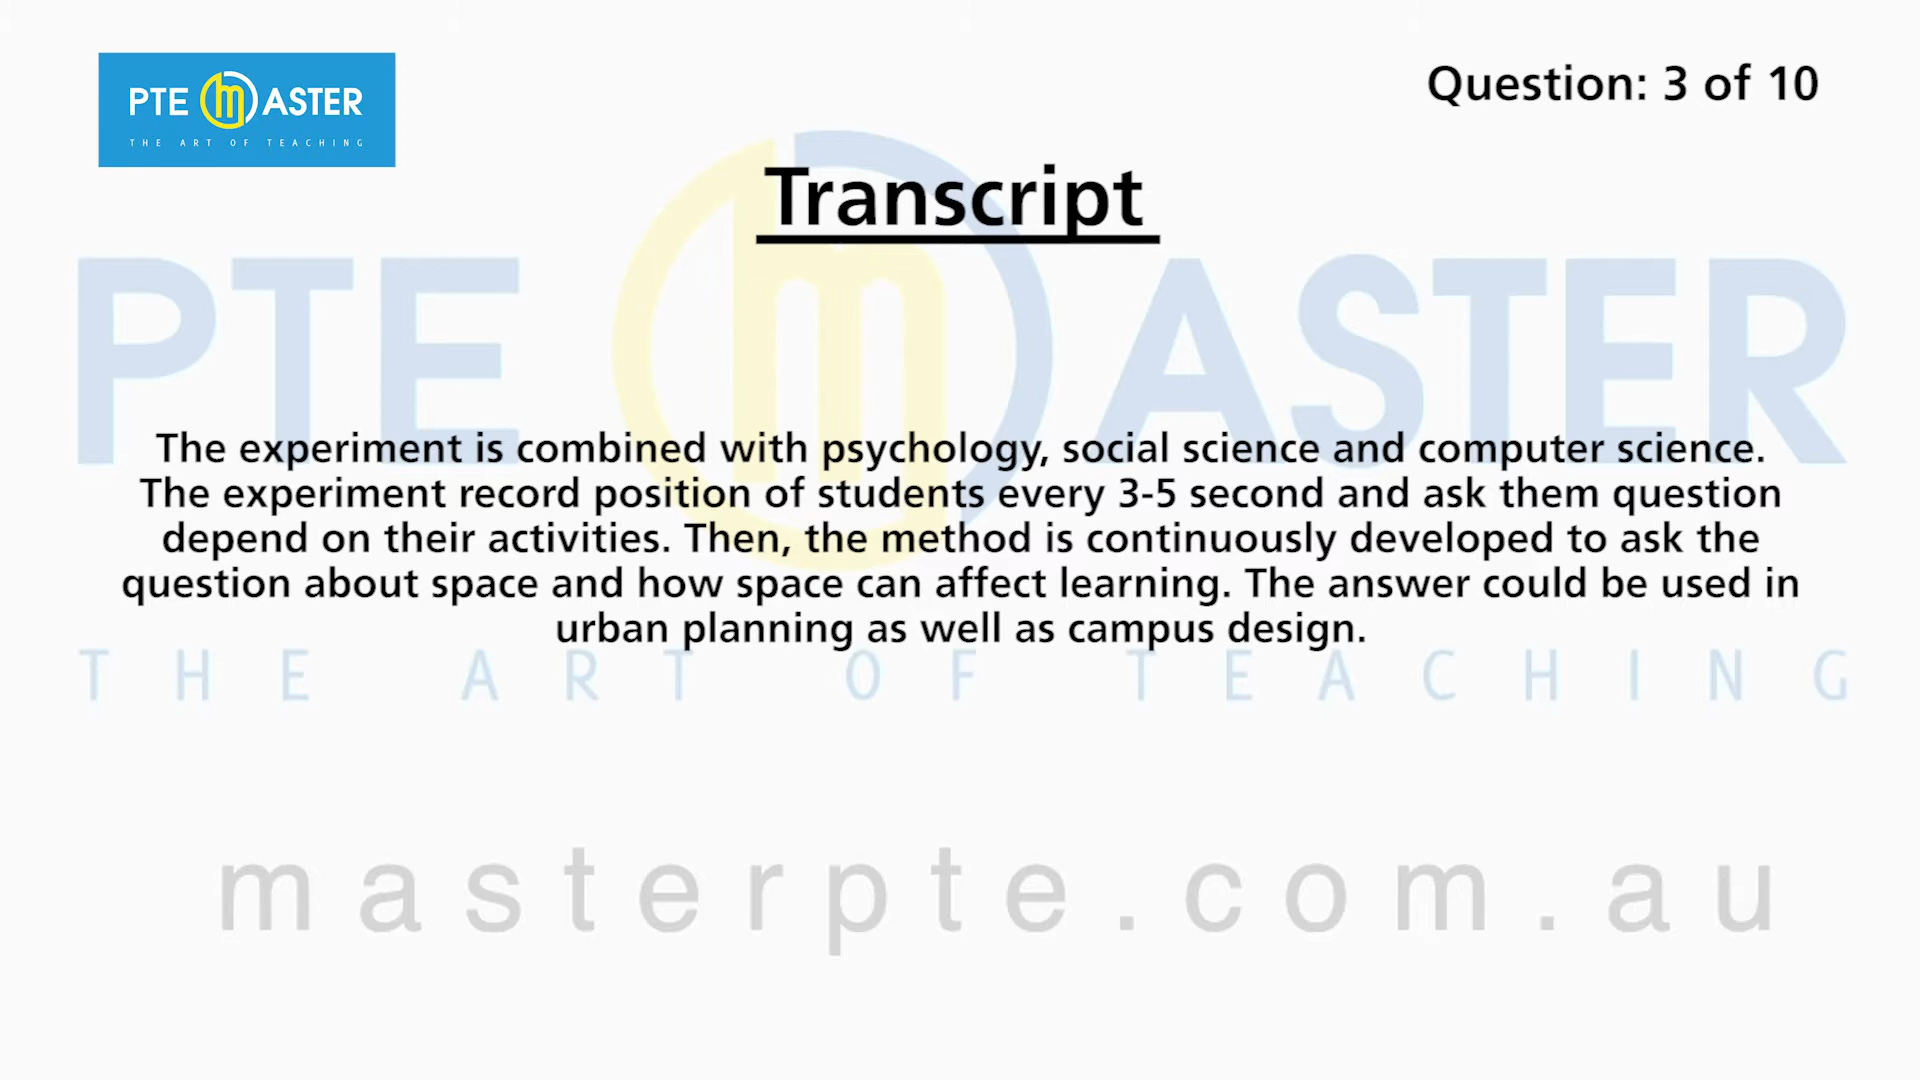 PTE MASTER
THE ART OF TEACHING
Question: 3 of 10
Transcript
PTE MASTER
The experiment is combined with psychology, social science and computer science.
The experiment record position of students every 3-5 second and ask them question
depend on their activities. Then, the method is continuously developed to ask the
question about space and how space can affect learning. The answer could be used in
urban planning as well as campus design.
THE ART OF TEACHING
masterpte.com.au